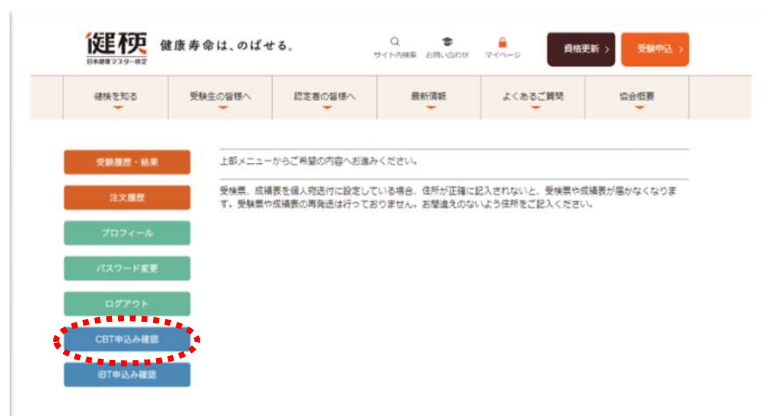 健検 健康寿命は、のばせる。
日本健康マスター検定
サイト内検索 お問い合わせ マイページ
資格更新 > 受験申込 >
健検を知る 受験生の皆様へ 認定者の皆様へ 最新情報 よくあるご質問 協会概要
受験履歴・結果
注文履歴
プロフィール
パスワード変更
ログアウト
CBT申込み確認
IBT申込み確認
上部メニューからご希望の内容へお進みください。
受検票、成績表を個人宛送付に設定している場合、住所が正確に記入されないと、受検票や成績表が届かなくなりま
す。受験票や成績表の再発送は行っておりません。お間違えのないよう住所をご記入ください。